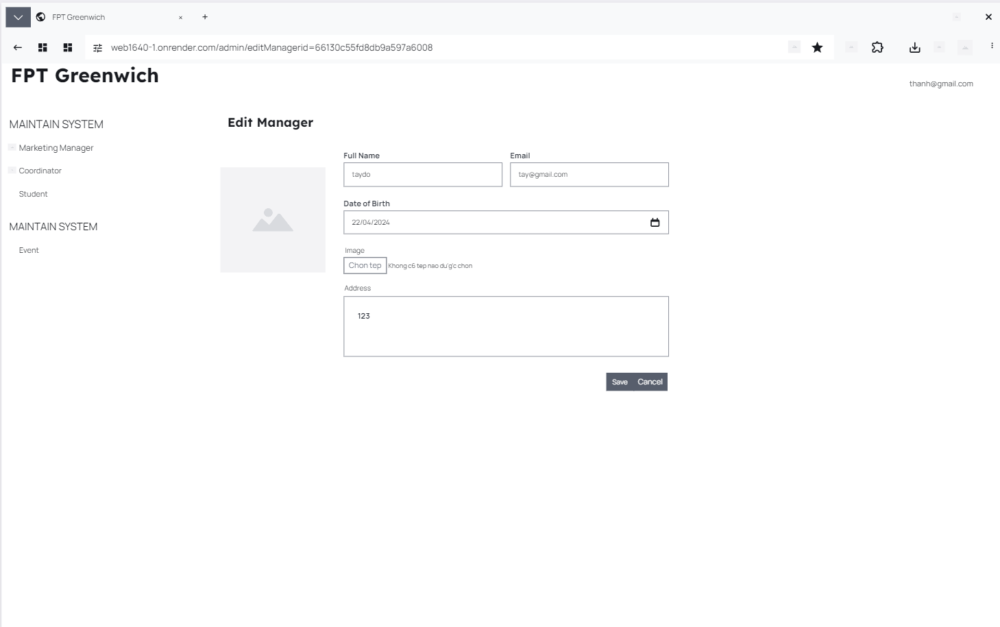 FPT Greenwich
web1640-1.onrender.com/admin/editManagerid=66130c55fd8db9a597a6008
FPT Greenwich
thanh@gmail.com
MAINTAIN SYSTEM
Marketing Manager
Coordinator
Student
MAINTAIN SYSTEM
Event
Edit Manager
Full Name
Email
taydo
tay@gmail.com
Date of Birth
22/04/2024
Image
Chon tep Khong c6 tep nao du'g'c chon
Address
123
Save Cancel